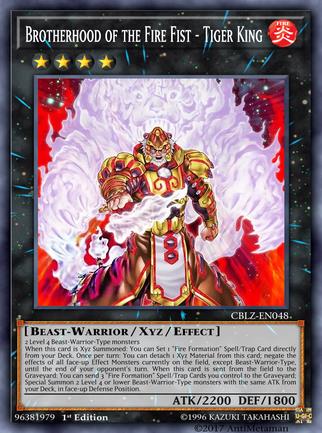 Brotherhood of the Fire Fist - Tiger King
FIRE
炎
CBLZ-EN048
[Beast-Warrior / Xyz / Effect]
2 Level 4 Beast-Warrior-Type monsters
When this card is Xyz Summoned: You can Set 1 "Fire Formation" Spell/Trap Card directly
from your Deck. Once per turn: You can detach 1 Xyz Material from this card; negate the
effects of all face-up Effect Monsters currently on the field, except Beast-Warrior-Type,
until the end of your opponent's turn. When this card is sent from the field to the
Graveyard: You can send 3 "Fire Formation" Spell/Trap Cards you control to the Graveyard;
Special Summon 2 Level 4 or lower Beast-Warrior-Type monsters with the same ATK from
your Deck, in face-up Defense Position.
ATK/2200 DEF/1800
96381979 1st Edition ©1996 KAZUKI TAKAHASHI
©2017 AntiMetaman